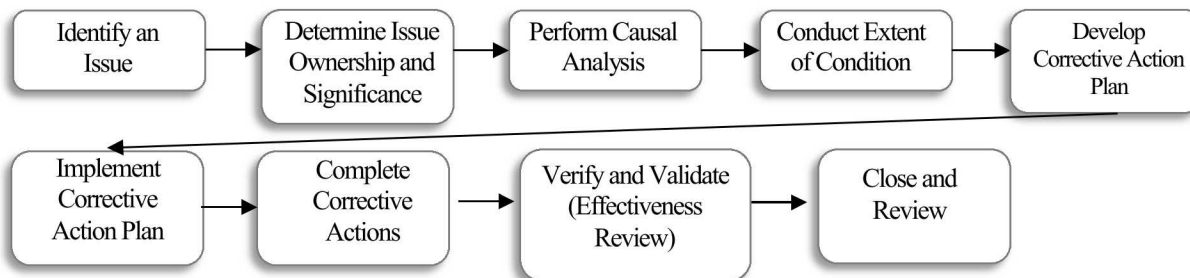 Identify an
Issue
Determine Issue
Ownership and
Significance
Perform Causal
Analysis
Conduct Extent
of Condition
Develop
Corrective Action
Plan
Implement
Corrective
Action Plan
Complete
Corrective
Actions
Verify and Validate
(Effectiveness
Review)
Close and
Review